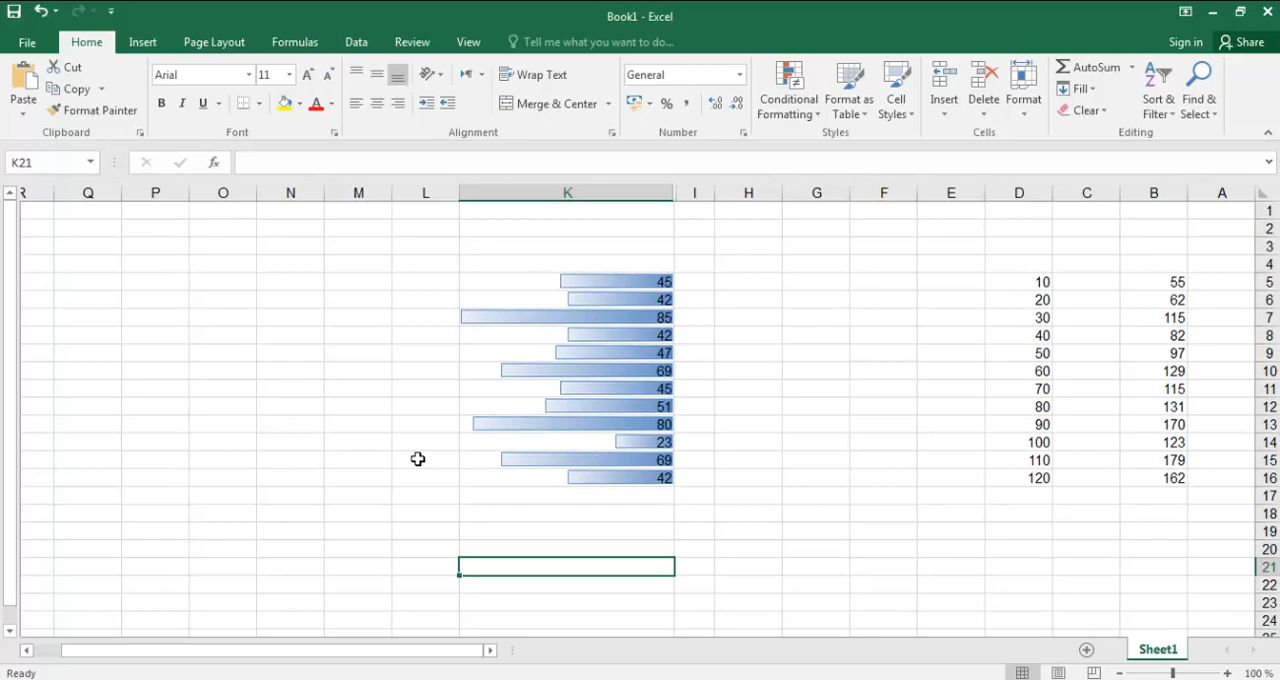 Book1 - Excel
File Home Insert Page Layout Formulas Data Review View Tell me what you want to do... Sign in Share
Cut
Copy
Format Painter
Paste
Clipboard
Arial 11
B I U
Font
Wrap Text
Merge & Center
Alignment
General
%
Number
Conditional Formatting
Format as Table
Cell Styles
Styles
Insert Delete Format
Cells
AutoSum
Fill
Clear
Sort & Filter
Find & Select
Editing
K21 fx
R Q P O N M L K I H G F E D C B A
1
2
3
4
45 10 55 5
42 20 62 6
85 30 115 7
42 40 82 8
47 50 97 9
69 60 129 10
45 70 115 11
51 80 131 12
80 90 170 13
23 100 123 14
69 110 179 15
42 120 162 16
17
18
19
20
21
22
23
24
Sheet1
Ready 100 %